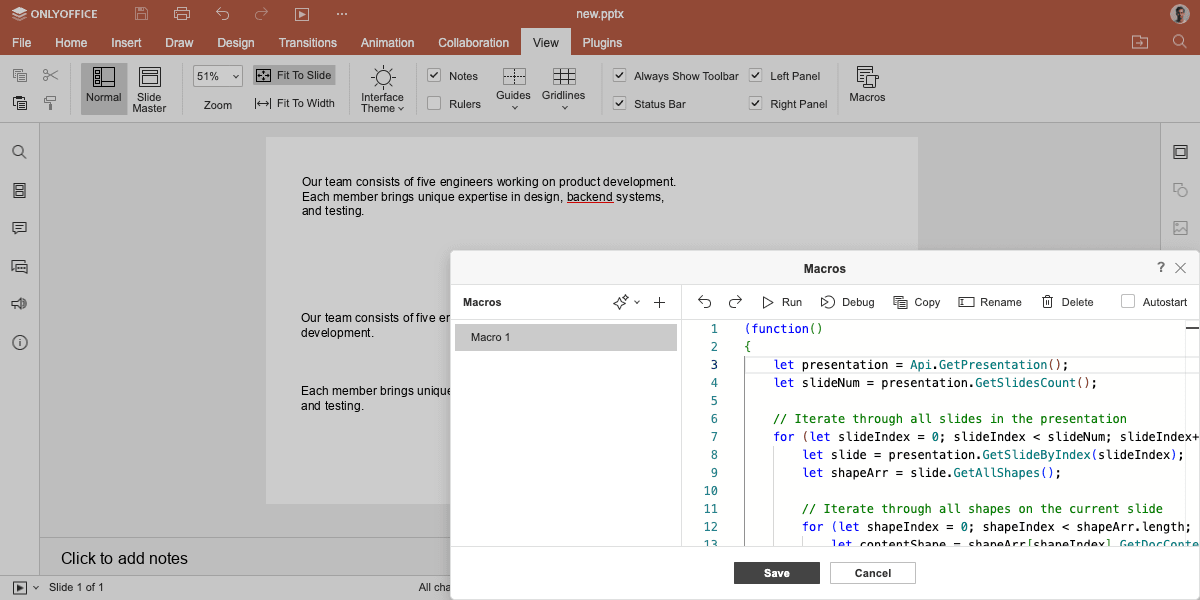 ONLYOFFICE
new.pptx
File Home Insert Draw Design Transitions Animation Collaboration View Plugins
Normal
Slide Master
51%
Zoom
Fit To Slide
Fit To Width
Interface Theme
Notes
Rulers
Guides
Gridlines
Always Show Toolbar
Status Bar
Left Panel
Right Panel
Macros
Our team consists of five engineers working on product development.
Each member brings unique expertise in design, backend systems,
and testing.
Our team consists of five
development.
Each member brings unique
and testing.
Click to add notes
Slide 1 of 1
All
Macros
?
Macros
Run Debug Copy Rename Delete Autostart
Macro 1
1 (function()
2 {
3 let presentation = Api.GetPresentation();
4 let slideNum = presentation.GetSlidesCount();
5
6 // Iterate through all slides in the presentation
7 for (let slideIndex = 0; slideIndex < slideNum; slideIndex+
8 let slide = presentation.GetSlideByIndex(slideIndex);
9 let shapeArr = slide.GetAllShapes();
10
11 // Iterate through all shapes on the current slide
12 for (let shapeIndex = 0; shapeIndex < shapeArr.length;
13 let contentShape = shapeArr[shapeIndex].GetDocConte
Save Cancel